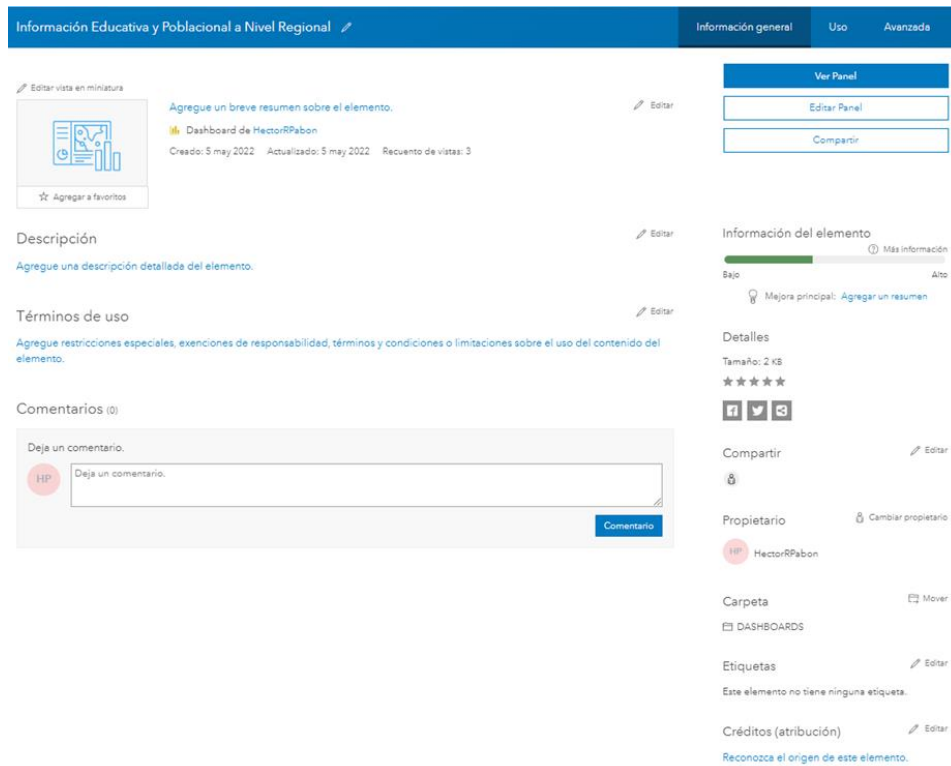 Información Educativa y Poblacional a Nivel Regional
Información general
Uso
Avanzada
Editar vista en miniatura
Agregar a favoritos
Agregue un breve resumen sobre el elemento.
Editar
Dashboard de HectorRPabon
Creado: 5 may 2022 Actualizado: 5 may 2022 Recuento de vistas: 3
Ver Panel
Editar Panel
Compartir
Descripción
Editar
Agregue una descripción detallada del elemento.
Términos de uso
Editar
Agregue restricciones especiales, exenciones de responsabilidad, términos y condiciones o limitaciones sobre el uso del contenido del
elemento.
Comentarios (0)
Deja un comentario.
HP
Deja un comentario.
Comentario
Información del elemento
Más información
Bajo
Alto
Mejora principal: Agregar un resumen
Detalles
Tamaño: 2 KB
Compartir
Editar
Propietario
Cambiar propietario
HP
HectorRPabon
Carpeta
Mover
DASHBOARDS
Etiquetas
Editar
Este elemento no tiene ninguna etiqueta.
Créditos (atribución)
Editar
Reconozca el origen de este elemento.